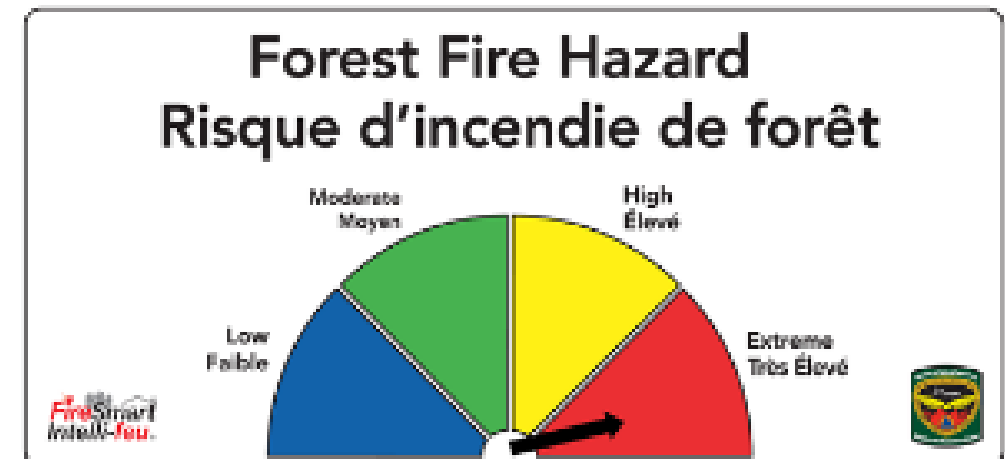 Forest Fire Hazard
Risque d'incendie de forêt
Moderate
Moyen
High
Élevé
Low
Faible
Extreme
Très Élevé
FireSmart
Intelli-feu